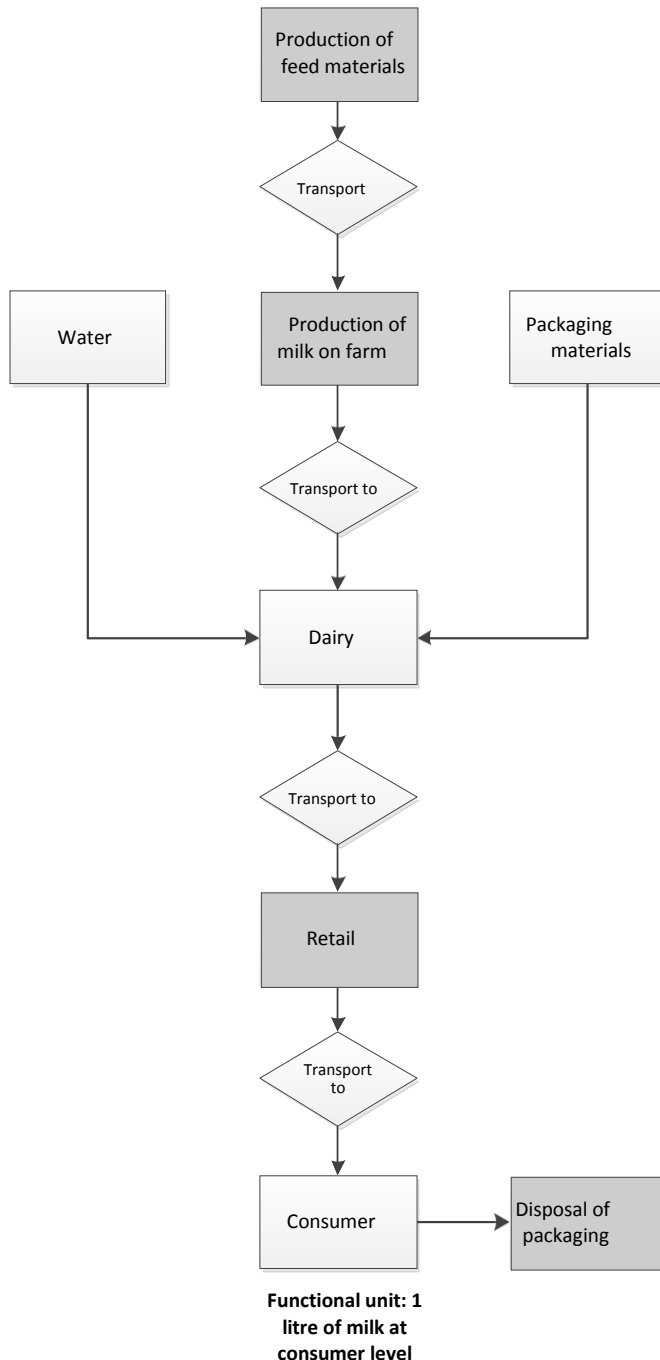 Production of
feed materials
Transport
Production of
milk on farm
Water
Packaging
materials
Transport to
Dairy
Transport to
Retail
Transport
to
Consumer
Disposal of
packaging
Functional unit: 1
litre of milk at
consumer level